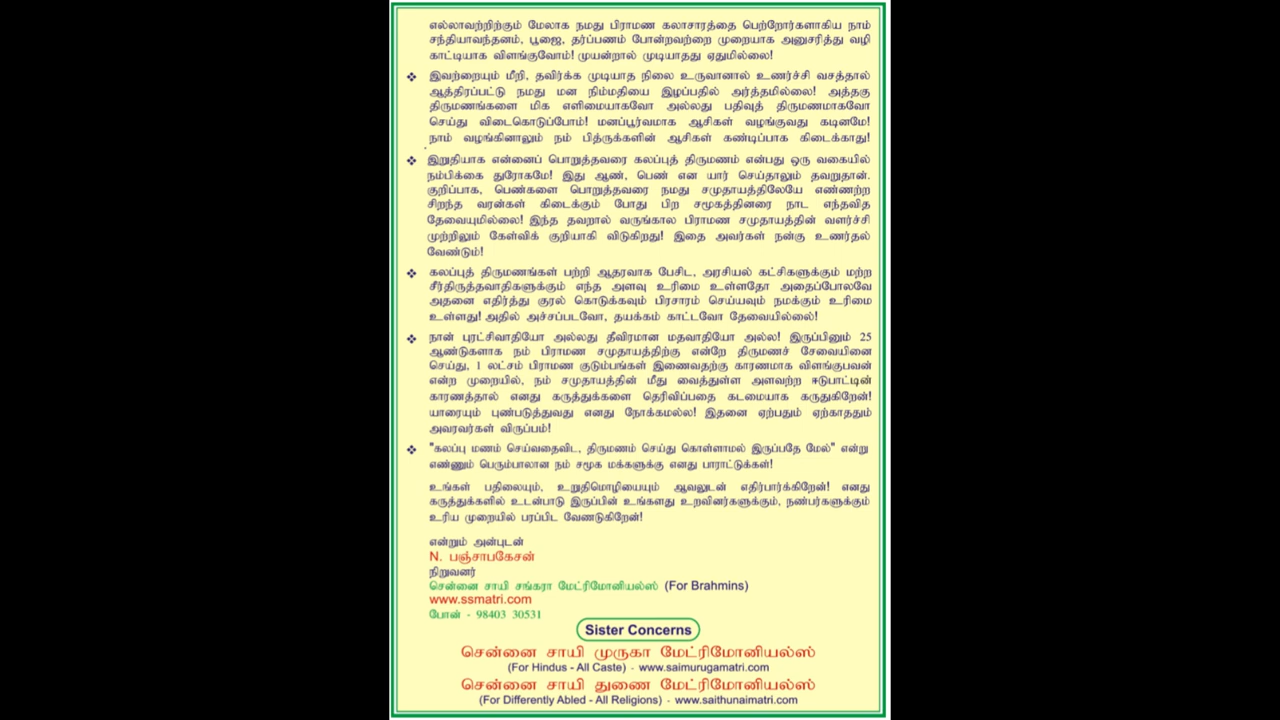 எல்லாவற்றிற்கும் மேலாக நமது பிராமண கலாசாரத்தை பெற்றோர்களாகிய நாம்
சந்தியாவந்தனம், பூஜை, தர்ப்பணம் போன்றவற்றை முறையாக அனுசரித்து வழி
காட்டியாக விளங்குவோம்! முயன்றால் முடியாதது ஏதுமில்லை!
❖ இவற்றையும் மீறி, தவிர்க்க முடியாத நிலை உருவானால் உணர்ச்சி வசத்தால்
ஆத்திரப்பட்டு நமது மன நிம்மதியை இழப்பதில் அர்த்தமில்லை! அத்தகு
திருமணங்களை மிக எளிமையாகவோ அல்லது பதிவுத் திருமணமாகவோ
செய்து விடைகொடுப்போம்! மனப்பூர்வமாக ஆசிகள் வழங்குவது கடினமே!
நாம் வழங்கினாலும் நம் பித்ருக்களின் ஆசிகள் கண்டிப்பாக கிடைக்காது!
❖ இறுதியாக என்னைப் பொறுத்தவரை கலப்புத் திருமணம் என்பது ஒரு வகையில்
நம்பிக்கை துரோகமே! இது ஆண், பெண் என யார் செய்தாலும் தவறுதான்.
குறிப்பாக, பெண்களை பொறுத்தவரை நமது சமுதாயத்திலேயே எண்ணற்ற
சிறந்த வரன்கள் கிடைக்கும் போது பிற சமூகத்தினரை நாட எந்தவித
தேவையுமில்லை! இந்த தவறால் வருங்கால பிராமண சமுதாயத்தின் வளர்ச்சி
முற்றிலும் கேள்விக் குறியாகி விடுகிறது! இதை அவர்கள் நன்கு உணர்தல்
வேண்டும்!
❖ கலப்புத் திருமணங்கள் பற்றி ஆதரவாக பேசிட, அரசியல் கட்சிகளுக்கும் மற்ற
சீர்திருத்தவாதிகளுக்கும் எந்த அளவு உரிமை உள்ளதோ அதைப்போலவே
அதனை எதிர்த்து குரல் கொடுக்கவும் பிரசாரம் செய்யவும் நமக்கும் உரிமை
உள்ளது! அதில் அச்சப்படவோ, தயக்கம் காட்டவோ தேவையில்லை!
❖ நான் புரட்சிவாதியோ அல்லது தீவிரமான மதவாதியோ அல்ல! இருப்பினும் 25
ஆண்டுகளாக நம் பிராமண சமுதாயத்திற்கு என்றே திருமணச் சேவையினை
செய்து, 1 லட்சம் பிராமண குடும்பங்கள் இணைவதற்கு காரணமாக விளங்குபவன்
என்ற முறையில், நம் சமுதாயத்தின் மீது வைத்துள்ள அளவற்ற ஈடுபாட்டின்
காரணத்தால் எனது கருத்துக்களை தெரிவிப்பதை கடமையாக கருதுகிறேன்!
யாரையும் புண்படுத்துவது எனது நோக்கமல்ல! இதனை ஏற்பதும் ஏற்காததும்
அவரவர்கள் விருப்பம்!
❖ "கலப்பு மணம் செய்வதைவிட, திருமணம் செய்து கொள்ளாமல் இருப்பதே மேல்" என்று
எண்ணும் பெரும்பாலான நம் சமூக மக்களுக்கு எனது பாராட்டுக்கள்!
உங்கள் பதிலையும், உறுதிமொழியையும் ஆவலுடன் எதிர்பார்க்கிறேன்! எனது
கருத்துக்களில் உடன்பாடு இருப்பின் உங்களது உறவினர்களுக்கும், நண்பர்களுக்கும்
உரிய முறையில் பரப்பிட வேணடுகிறேன்!
என்றும் அன்புடன்
N. பஞ்சாபகேசன்
நிறுவனர்
சென்னை சாயி சங்கரா மேட்ரிமோனியல்ஸ் (For Brahmins)
www.ssmatri.com
போன் - 98403 30531
Sister Concerns
சென்னை சாயி முருகா மேட்ரிமோனியல்ஸ்
(For Hindus - All Caste) - www.saimurugamatri.com
சென்னை சாயி துணை மேட்ரிமோனியல்ஸ்
(For Differently Abled - All Religions) - www.saithunaimatri.com